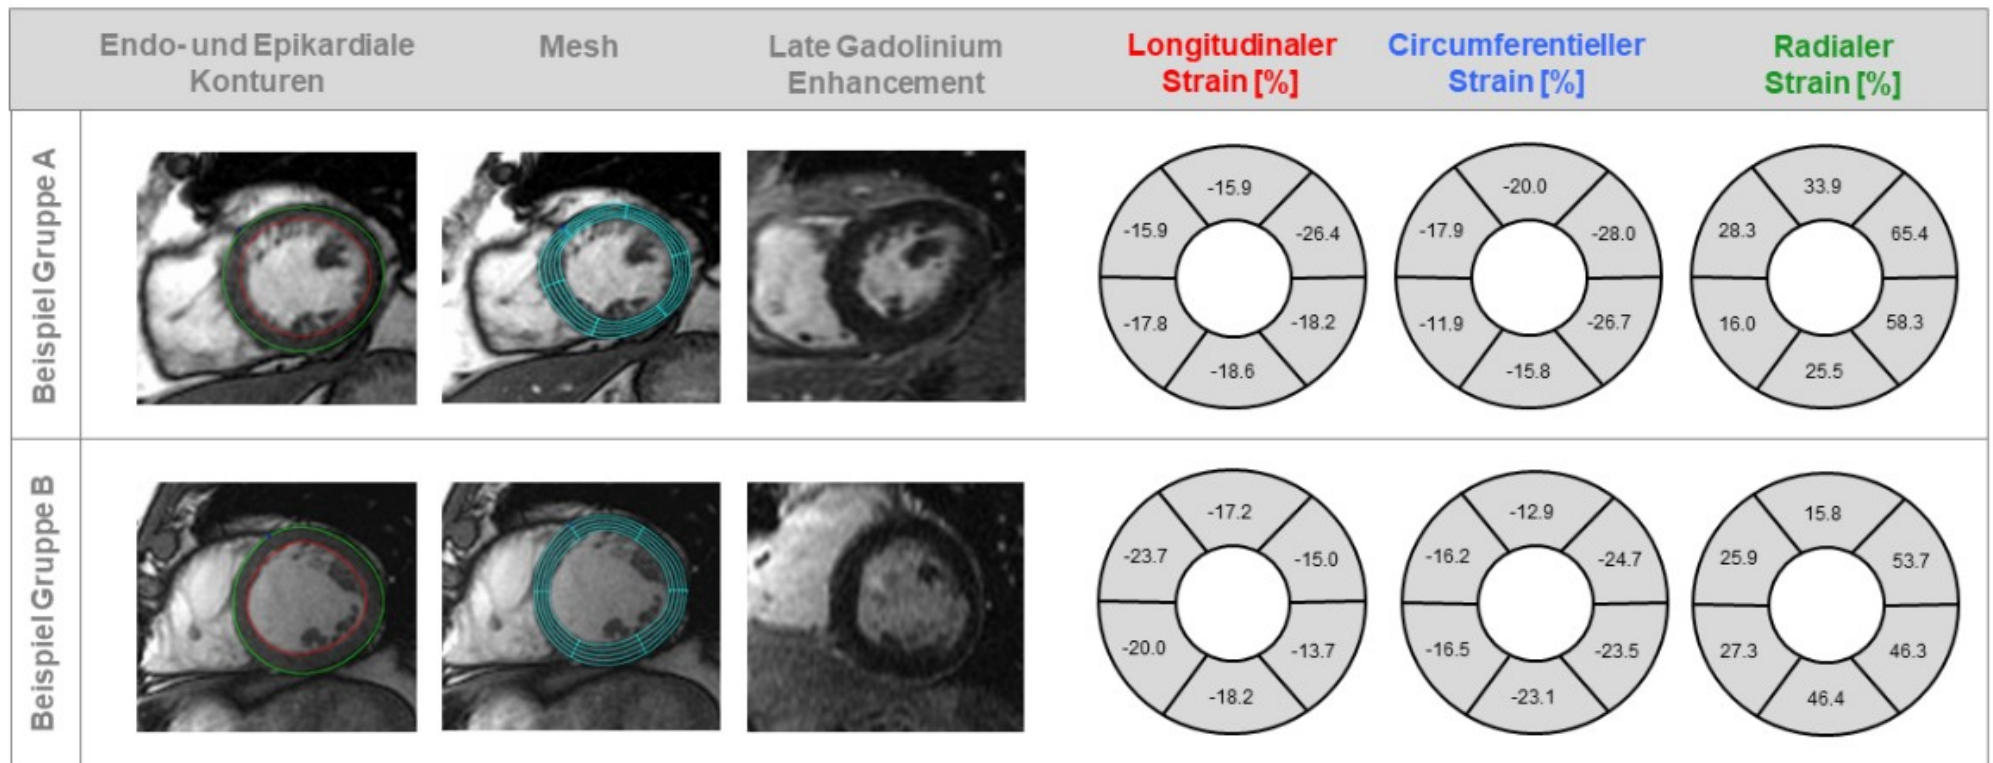 Endo- und Epikardiale
Konturen
Mesh
Late Gadolinium
Enhancement
Longitudinaler
Strain [%]
Circumferentieller
Strain [%]
Radialer
Strain [%]
Beispiel Gruppe A
-15.9
-15.9
-26.4
-17.8
-18.2
-18.6
-20.0
-17.9
-28.0
-11.9
-26.7
-15.8
33.9
28.3
65.4
16.0
58.3
25.5
Beispiel Gruppe B
-17.2
-23.7
-15.0
-20.0
-13.7
-18.2
-12.9
-16.2
-24.7
-16.5
-23.5
-23.1
15.8
25.9
53.7
27.3
46.3
46.4